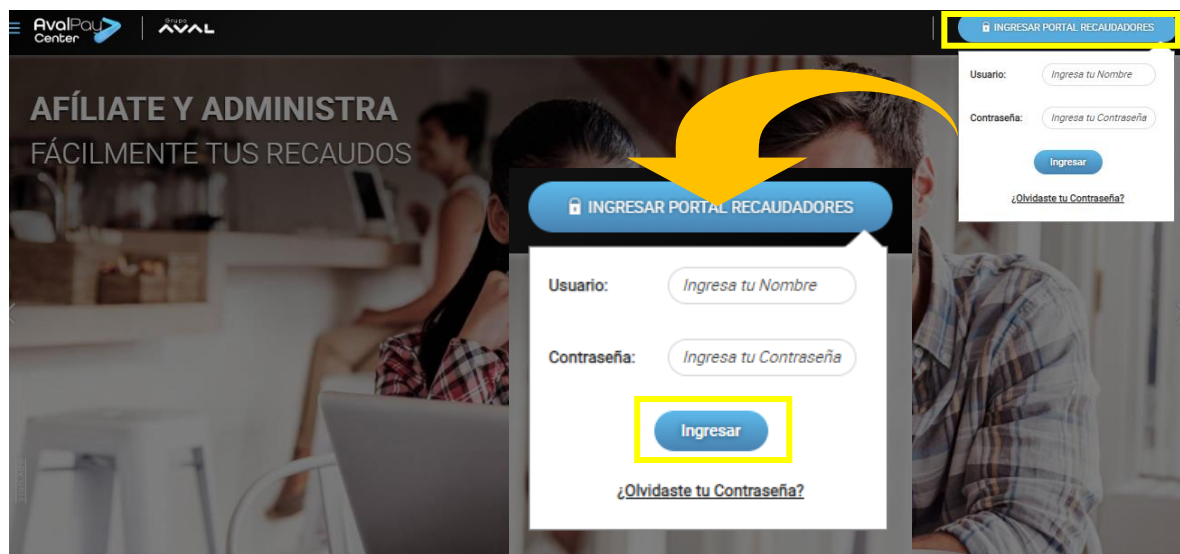 AvalPay
Center
Grupo
AVAL
INGRESAR PORTAL RECAUDADORES
Usuario:
Ingresa tu Nombre
Contraseña:
Ingresa tu Contraseña
Ingresar
¿Olvidaste tu Contraseña?
AFÍLIATE Y ADMINISTRA
FÁCILMENTE TUS RECAUDOS
INGRESAR PORTAL RECAUDADORES
Usuario:
Ingresa tu Nombre
Contraseña:
Ingresa tu Contraseña
Ingresar
¿Olvidaste tu Contraseña?